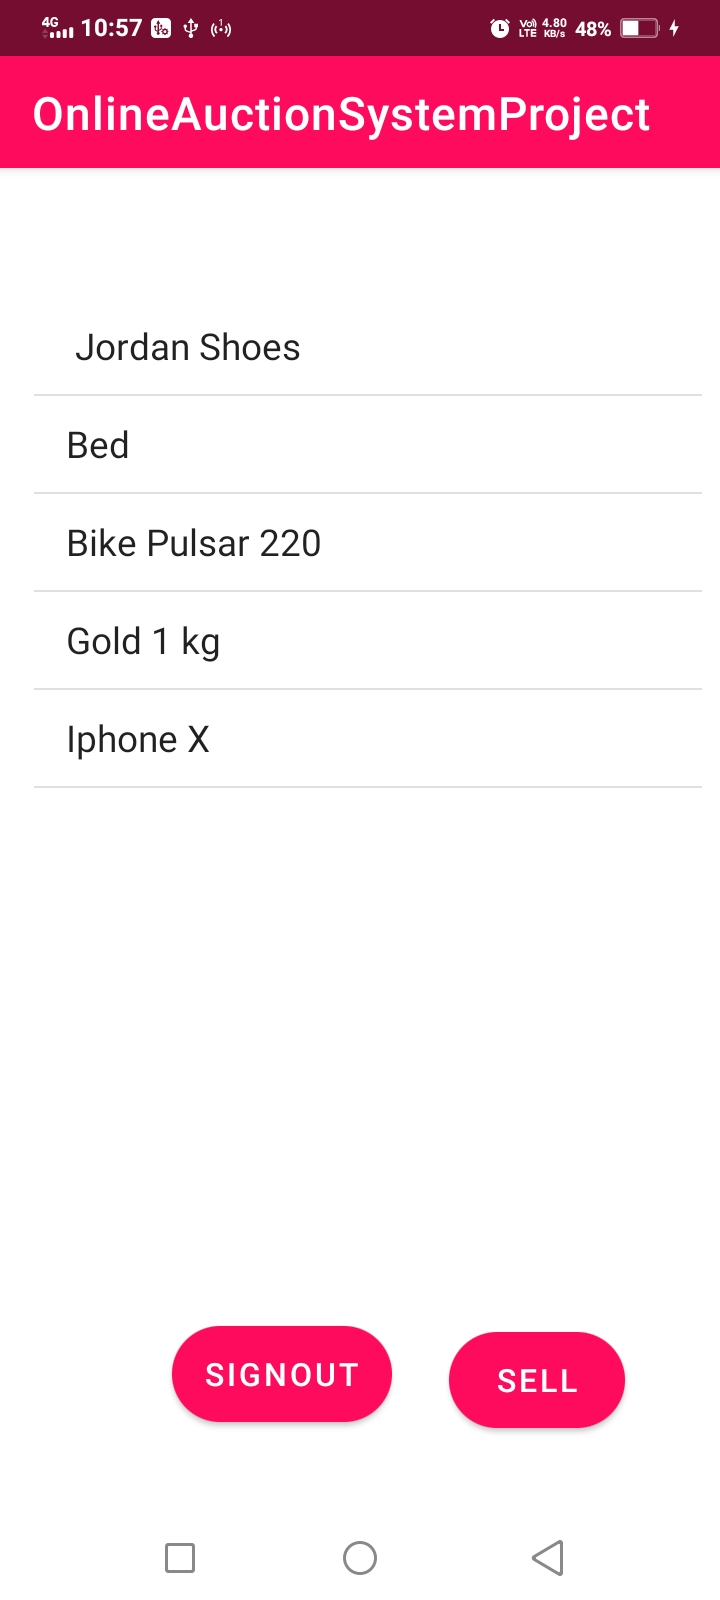 4G 10:57 Vo) LTE 4.80 KB/s 48%
OnlineAuctionSystemProject
Jordan Shoes
Bed
Bike Pulsar 220
Gold 1 kg
Iphone X
SIGNOUT
SELL